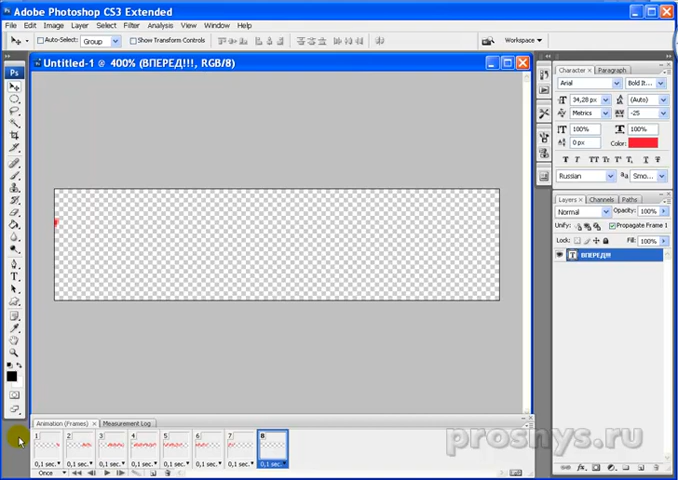 Adobe Photoshop CS3 Extended
File Edit Image Layer Select Filter Analysis View Window Help
Auto-Select: Group Show Transform Controls Workspace
Ps
Untitled-1 @ 400% (ВПЕРЕД!!!, RGB/8)
Character Paragraph
Arial Bold It...
34,28 px (Auto)
Metrics -25
100% 100%
0 px Color:
T T TT Tт T T
Russian aa Smo...
Layers Channels Paths
Normal Opacity: 100%
Unify: Propagate Frame 1
Lock: Fill: 100%
T ВПЕРЕД!!!
Animation (Frames) Measurement Log
1 2 3 4 5 6 7 8
0,1 sec. 0,1 sec. 0,1 sec. 0,1 sec. 0,1 sec. 0,1 sec. 0,1 sec. 0,1 sec.
Once
prosnys.ru